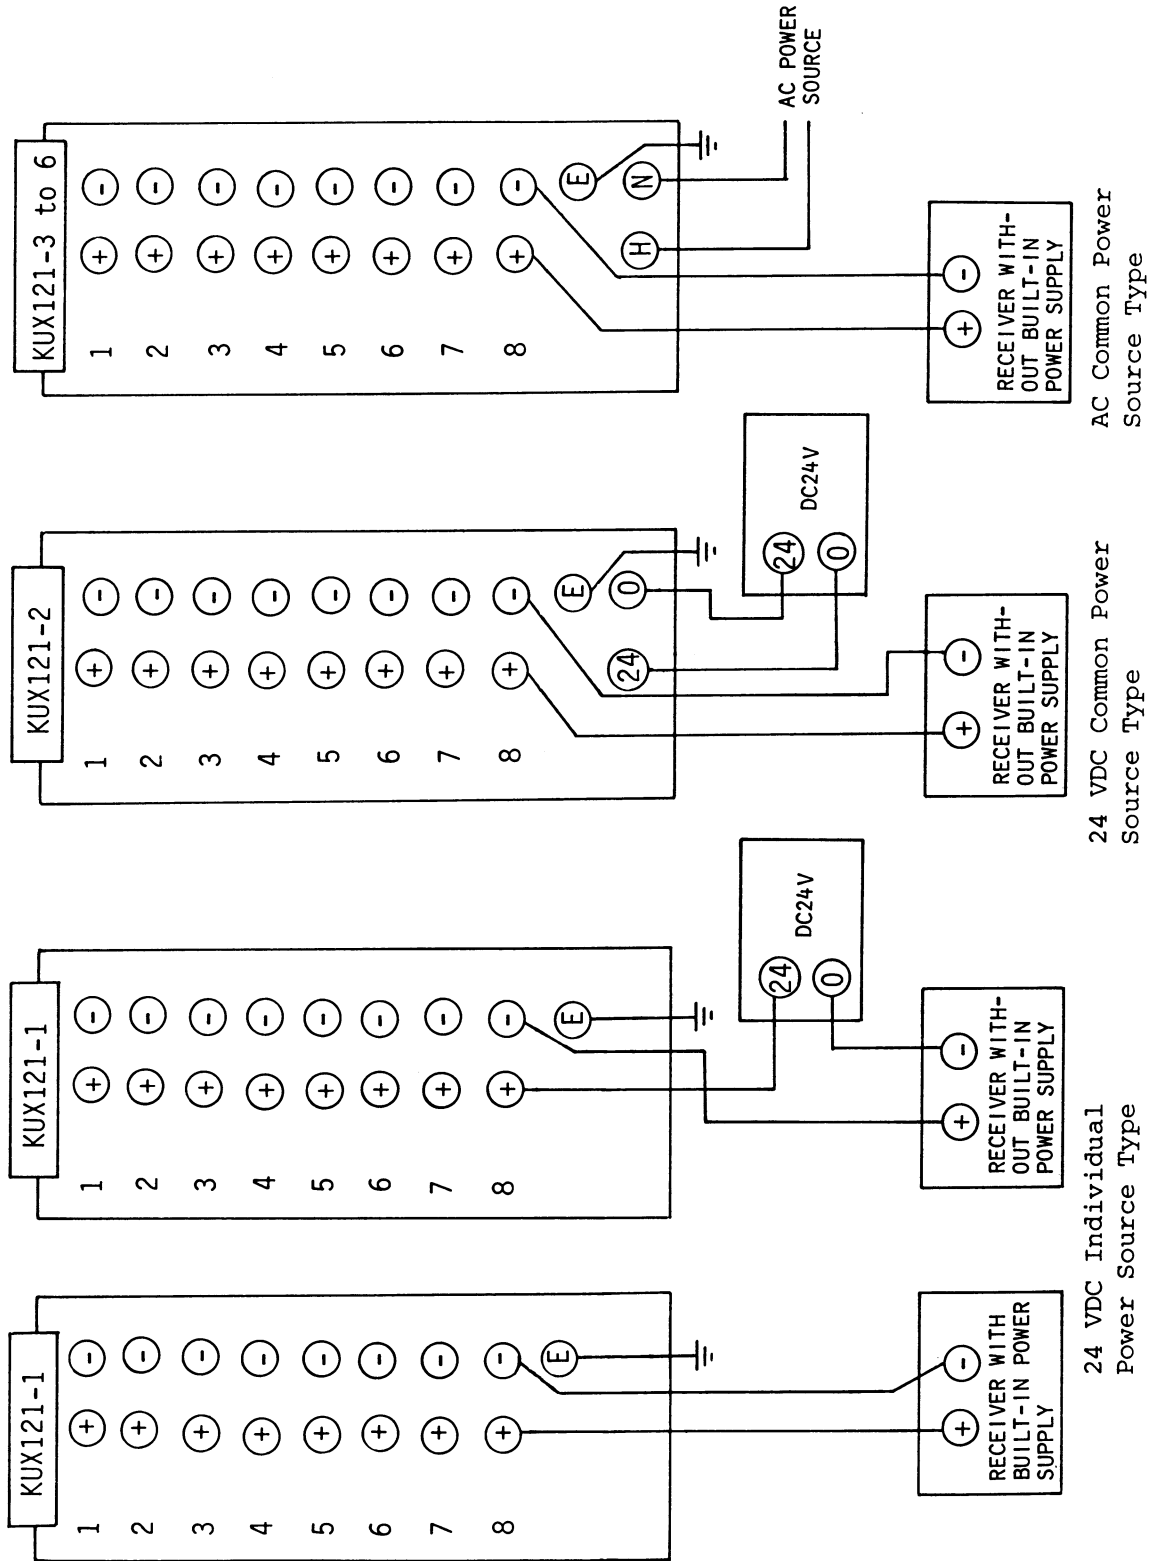 KUX121-1
1 + -
2 + -
3 + -
4 + -
5 + -
6 + -
7 + -
8 + -
E
RECEIVER WITH
BUILT-IN POWER
SUPPLY
+ -
KUX121-1
1 + -
2 + -
3 + -
4 + -
5 + -
6 + -
7 + -
8 + -
E
24
0
DC24V
+ -
RECEIVER WITH-
OUT BUILT-IN
POWER SUPPLY
24 VDC Individual
Power Source Type
KUX121-2
1 + -
2 + -
3 + -
4 + -
5 + -
6 + -
7 + -
8 + -
E
24 0
24
0
DC24V
+ -
RECEIVER WITH-
OUT BUILT-IN
POWER SUPPLY
24 VDC Common Power
Source Type
KUX121-3 to 6
1 + -
2 + -
3 + -
4 + -
5 + -
6 + -
7 + -
8 + -
E
H N
AC POWER
SOURCE
+ -
RECEIVER WITH-
OUT BUILT-IN
POWER SUPPLY
AC Common Power
Source Type